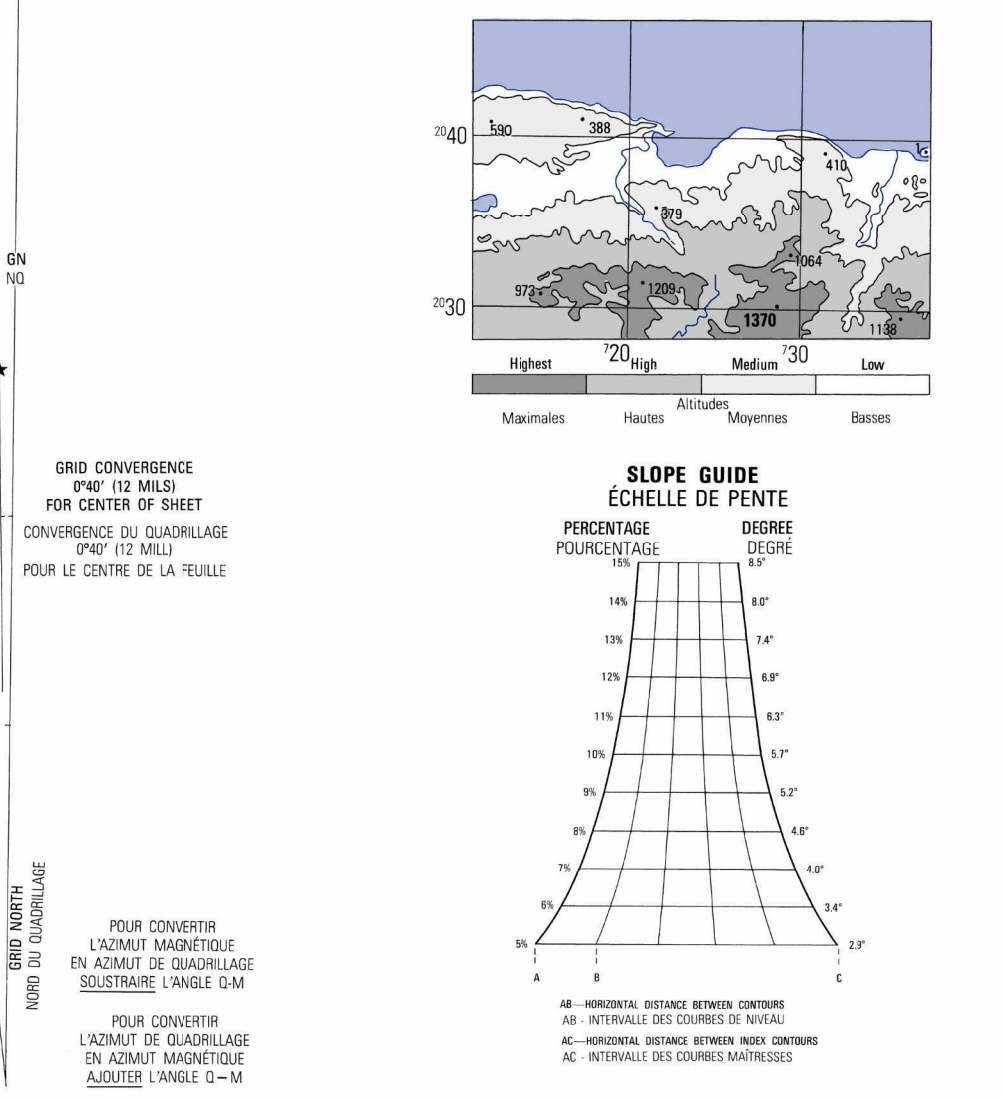 GN
NQ
GRID CONVERGENCE
0°40′ (12 MILS)
FOR CENTER OF SHEET
CONVERGENCE DU QUADRILLAGE
0°40′ (12 MILL)
POUR LE CENTRE DE LA FEUILLE
GRID NORTH
NORD DU QUADRILLAGE
POUR CONVERTIR
L'AZIMUT MAGNÉTIQUE
EN AZIMUT DE QUADRILLAGE
SOUSTRAIRE L'ANGLE Q-M
POUR CONVERTIR
L'AZIMUT DE QUADRILLAGE
EN AZIMUT MAGNÉTIQUE
AJOUTER L'ANGLE Q–M
2040
590
388
410
1
379
1064
973
1209
2030
1370
1138
720
730
Highest High Medium Low
Altitudes
Maximales Hautes Moyennes Basses
SLOPE GUIDE
ÉCHELLE DE PENTE
PERCENTAGE DEGREE
POURCENTAGE DEGRÉ
15% 8.5°
14% 8.0°
13% 7.4°
12% 6.9°
11% 6.3°
10% 5.7°
9% 5.2°
8% 4.6°
7% 4.0°
6% 3.4°
5% 2.9°
A B C
AB—HORIZONTAL DISTANCE BETWEEN CONTOURS
AB - INTERVALLE DES COURBES DE NIVEAU
AC—HORIZONTAL DISTANCE BETWEEN INDEX CONTOURS
AC - INTERVALLE DES COURBES MAÎTRESSES